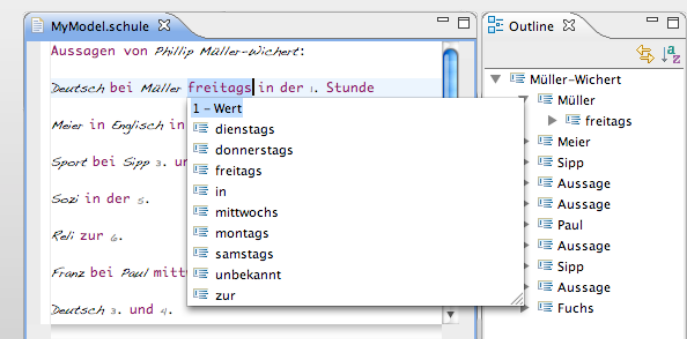 MyModel.schule
Aussagen von Phillip Müller-Wichert:
Deutsch bei Müller freitags in der 1. Stunde
Meier in Englisch in
Sport bei Sipp 3. ur
Sozi in der 5.
Reli zur 6.
Franz bei Paul mitt
Deutsch 3. und 4.
1 – Wert
dienstags
donnerstags
freitags
in
mittwochs
montags
samstags
unbekannt
zur
Outline
Müller-Wichert
Müller
freitags
Meier
Sipp
Aussage
Aussage
Paul
Aussage
Sipp
Aussage
Fuchs